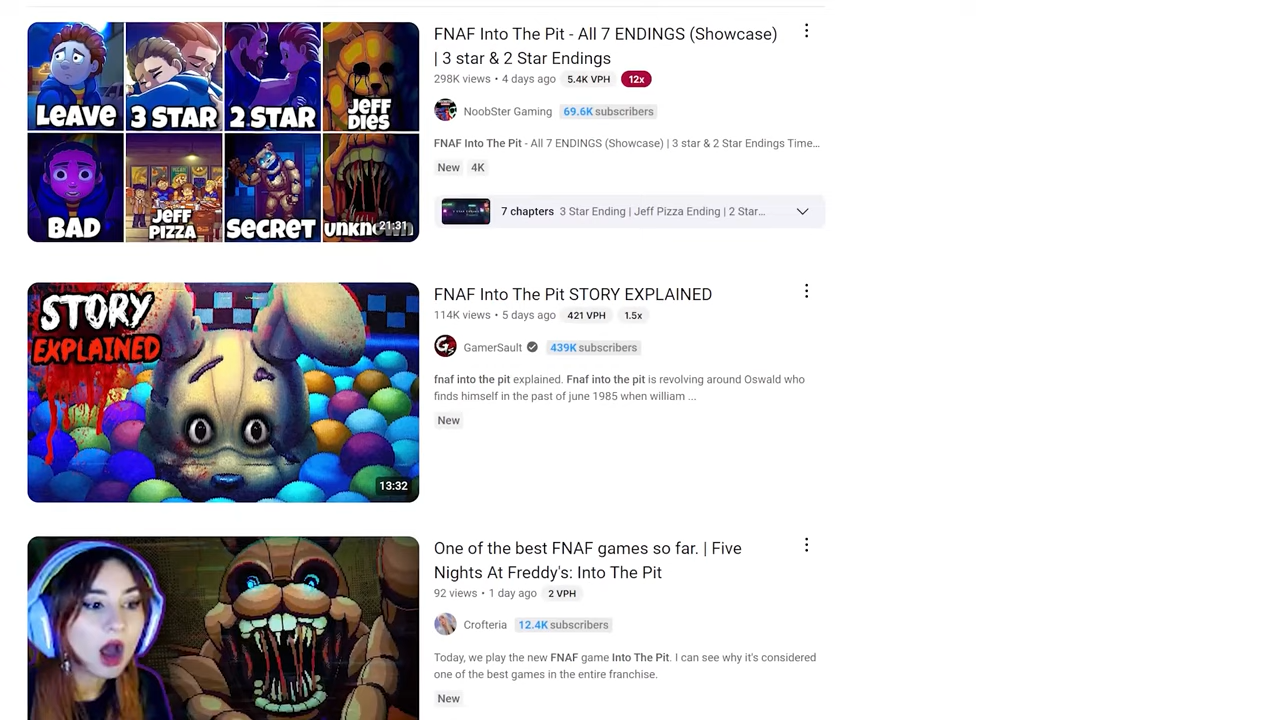 LEAVE
3 STAR
2 STAR
JEFF
DIES
BAD
JEFF
PIZZA
SECRET
21:31
FNAF Into The Pit - All 7 ENDINGS (Showcase)
| 3 star & 2 Star Endings
298K views • 4 days ago 5.4K VPH 12x
NoobSter Gaming 69.6K subscribers
FNAF Into The Pit - All 7 ENDINGS (Showcase) | 3 star & 2 Star Endings Time...
New 4K
7 chapters 3 Star Ending | Jeff Pizza Ending | 2 Star...
STORY
EXPLAINED
13:32
FNAF Into The Pit STORY EXPLAINED
114K views • 5 days ago 421 VPH 1.5x
GS GamerSault 439K subscribers
fnaf into the pit explained. Fnaf into the pit is revolving around Oswald who
finds himself in the past of june 1985 when william ...
New
One of the best FNAF games so far. | Five
Nights At Freddy's: Into The Pit
92 views • 1 day ago 2 VPH
Crofteria 12.4K subscribers
Today, we play the new FNAF game Into The Pit. I can see why it's considered
one of the best games in the entire franchise.
New